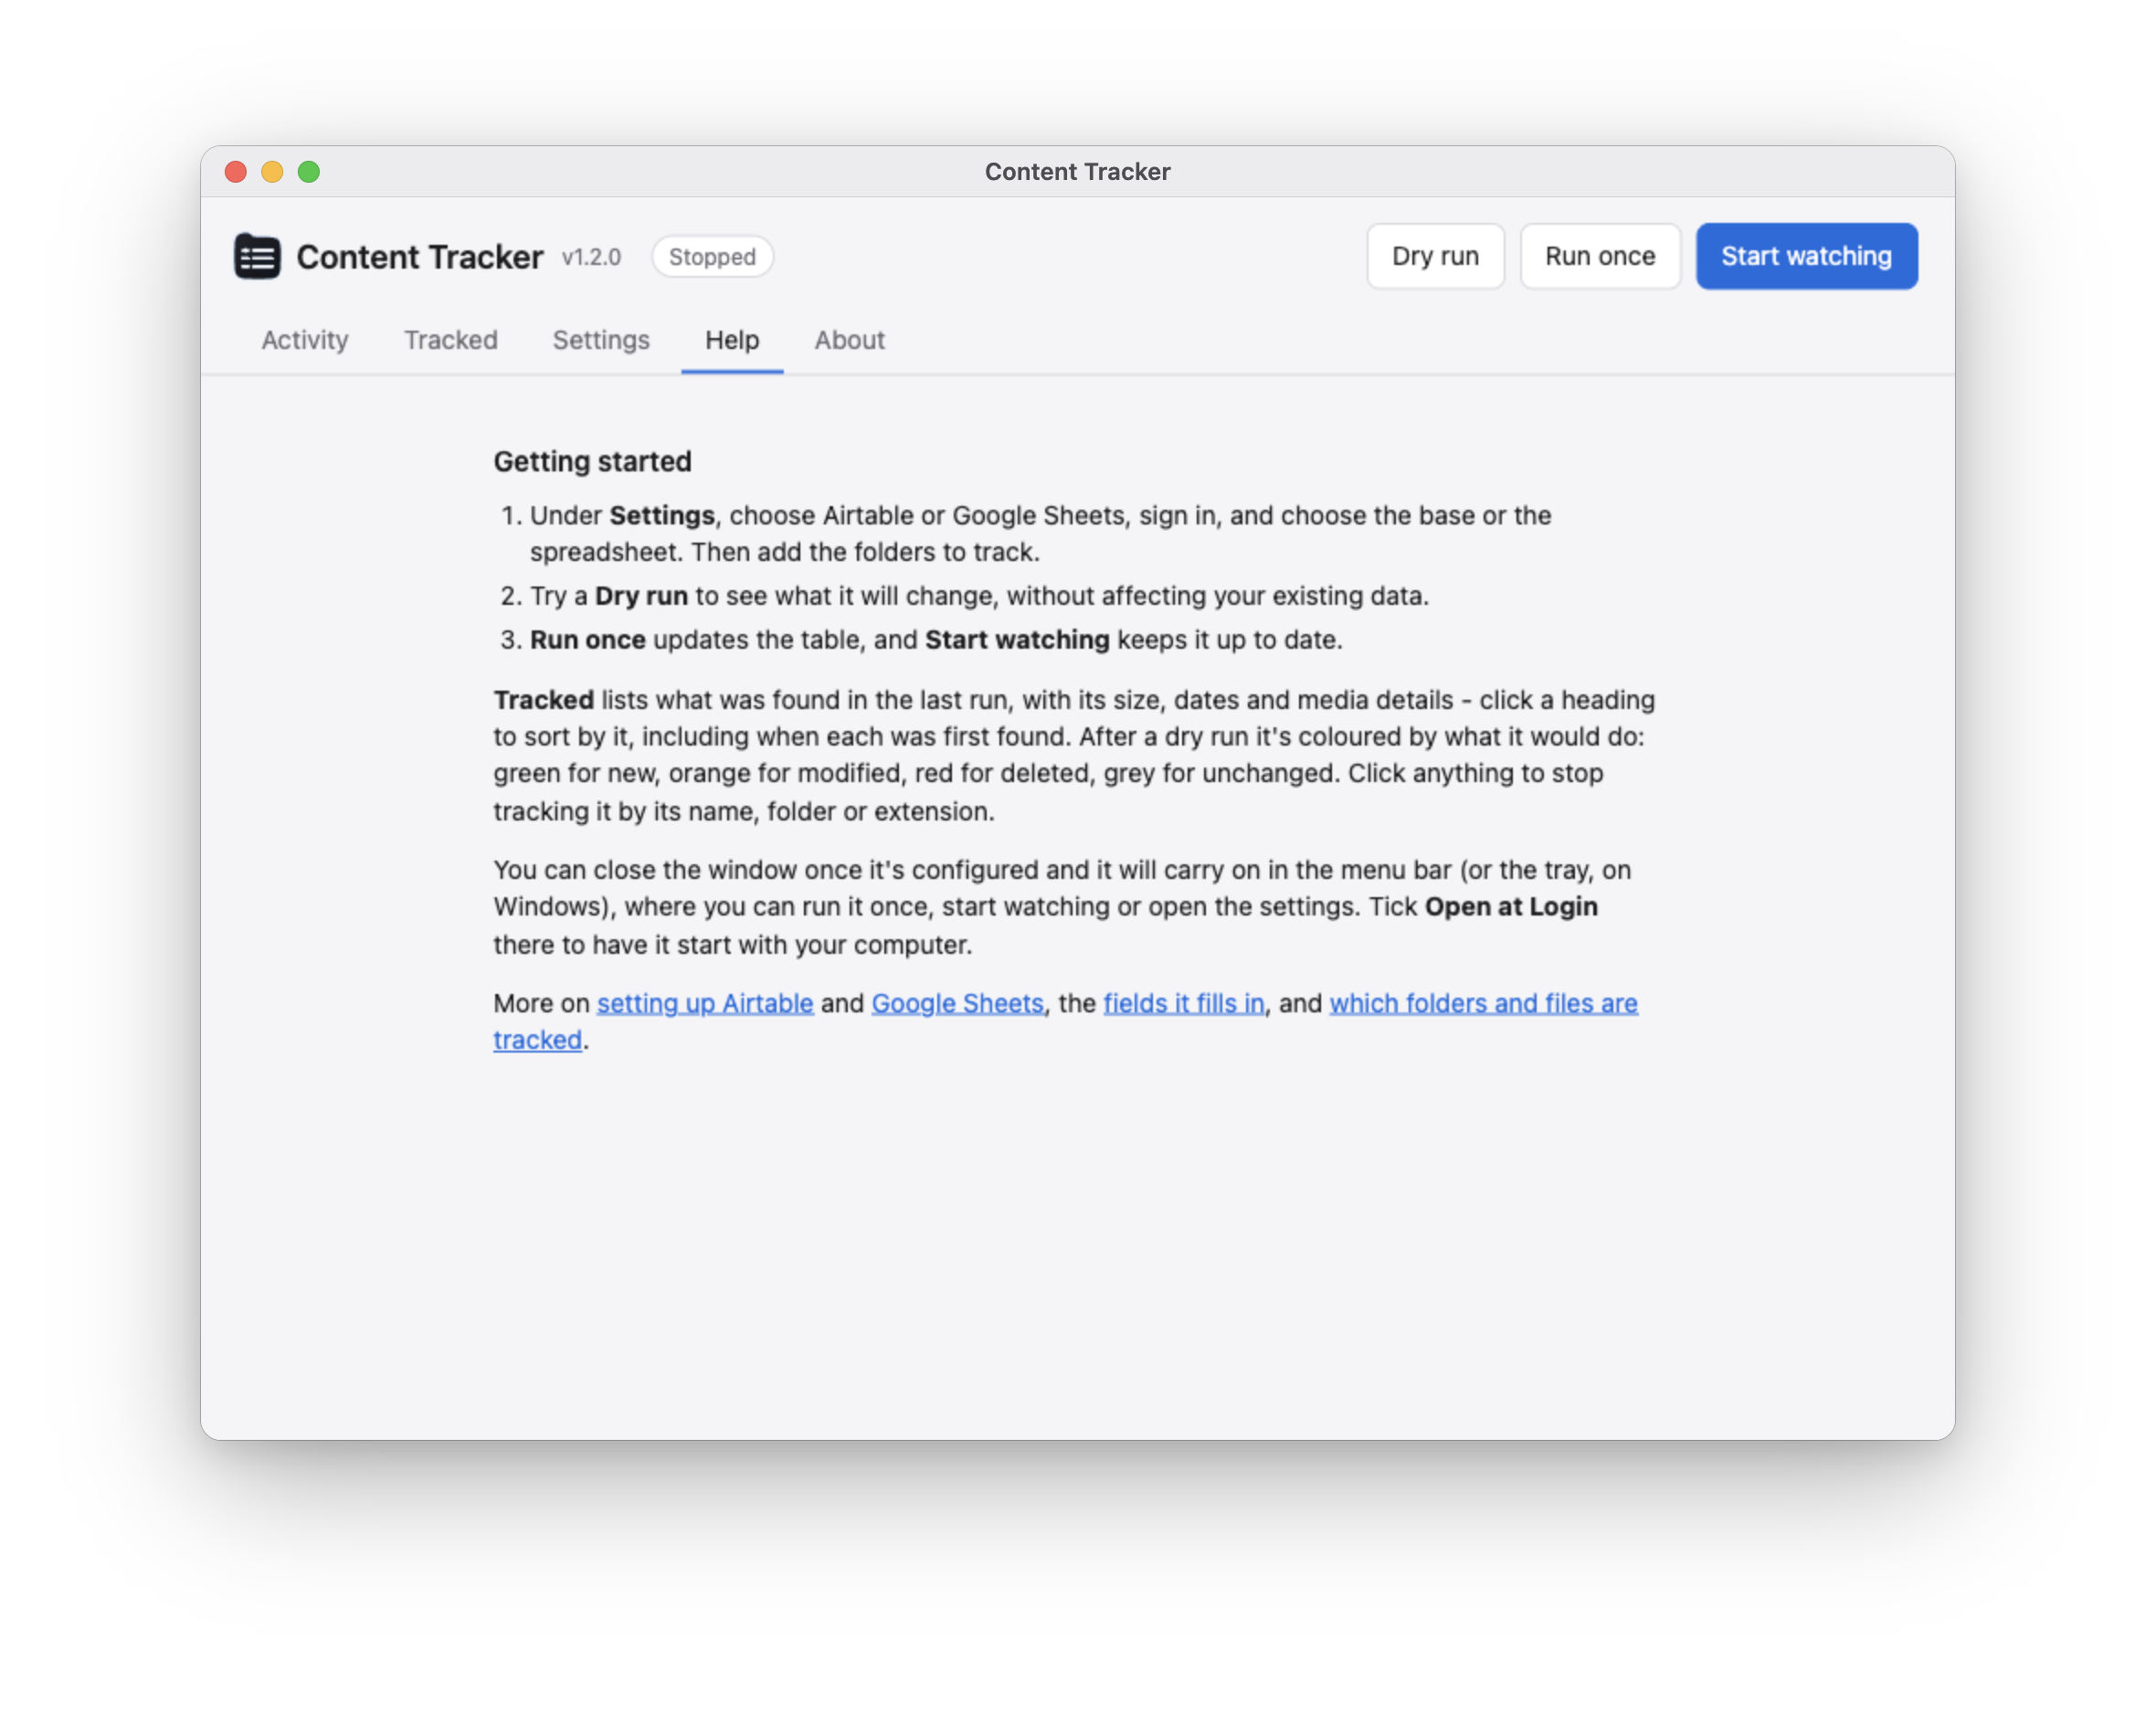 Content Tracker
Content Tracker v1.2.0 Stopped Dry run Run once Start watching
Activity Tracked Settings Help About
Getting started
1. Under Settings, choose Airtable or Google Sheets, sign in, and choose the base or the
spreadsheet. Then add the folders to track.
2. Try a Dry run to see what it will change, without affecting your existing data.
3. Run once updates the table, and Start watching keeps it up to date.
Tracked lists what was found in the last run, with its size, dates and media details - click a heading
to sort by it, including when each was first found. After a dry run it's coloured by what it would do:
green for new, orange for modified, red for deleted, grey for unchanged. Click anything to stop
tracking it by its name, folder or extension.
You can close the window once it's configured and it will carry on in the menu bar (or the tray, on
Windows), where you can run it once, start watching or open the settings. Tick Open at Login
there to have it start with your computer.
More on setting up Airtable and Google Sheets, the fields it fills in, and which folders and files are
tracked.